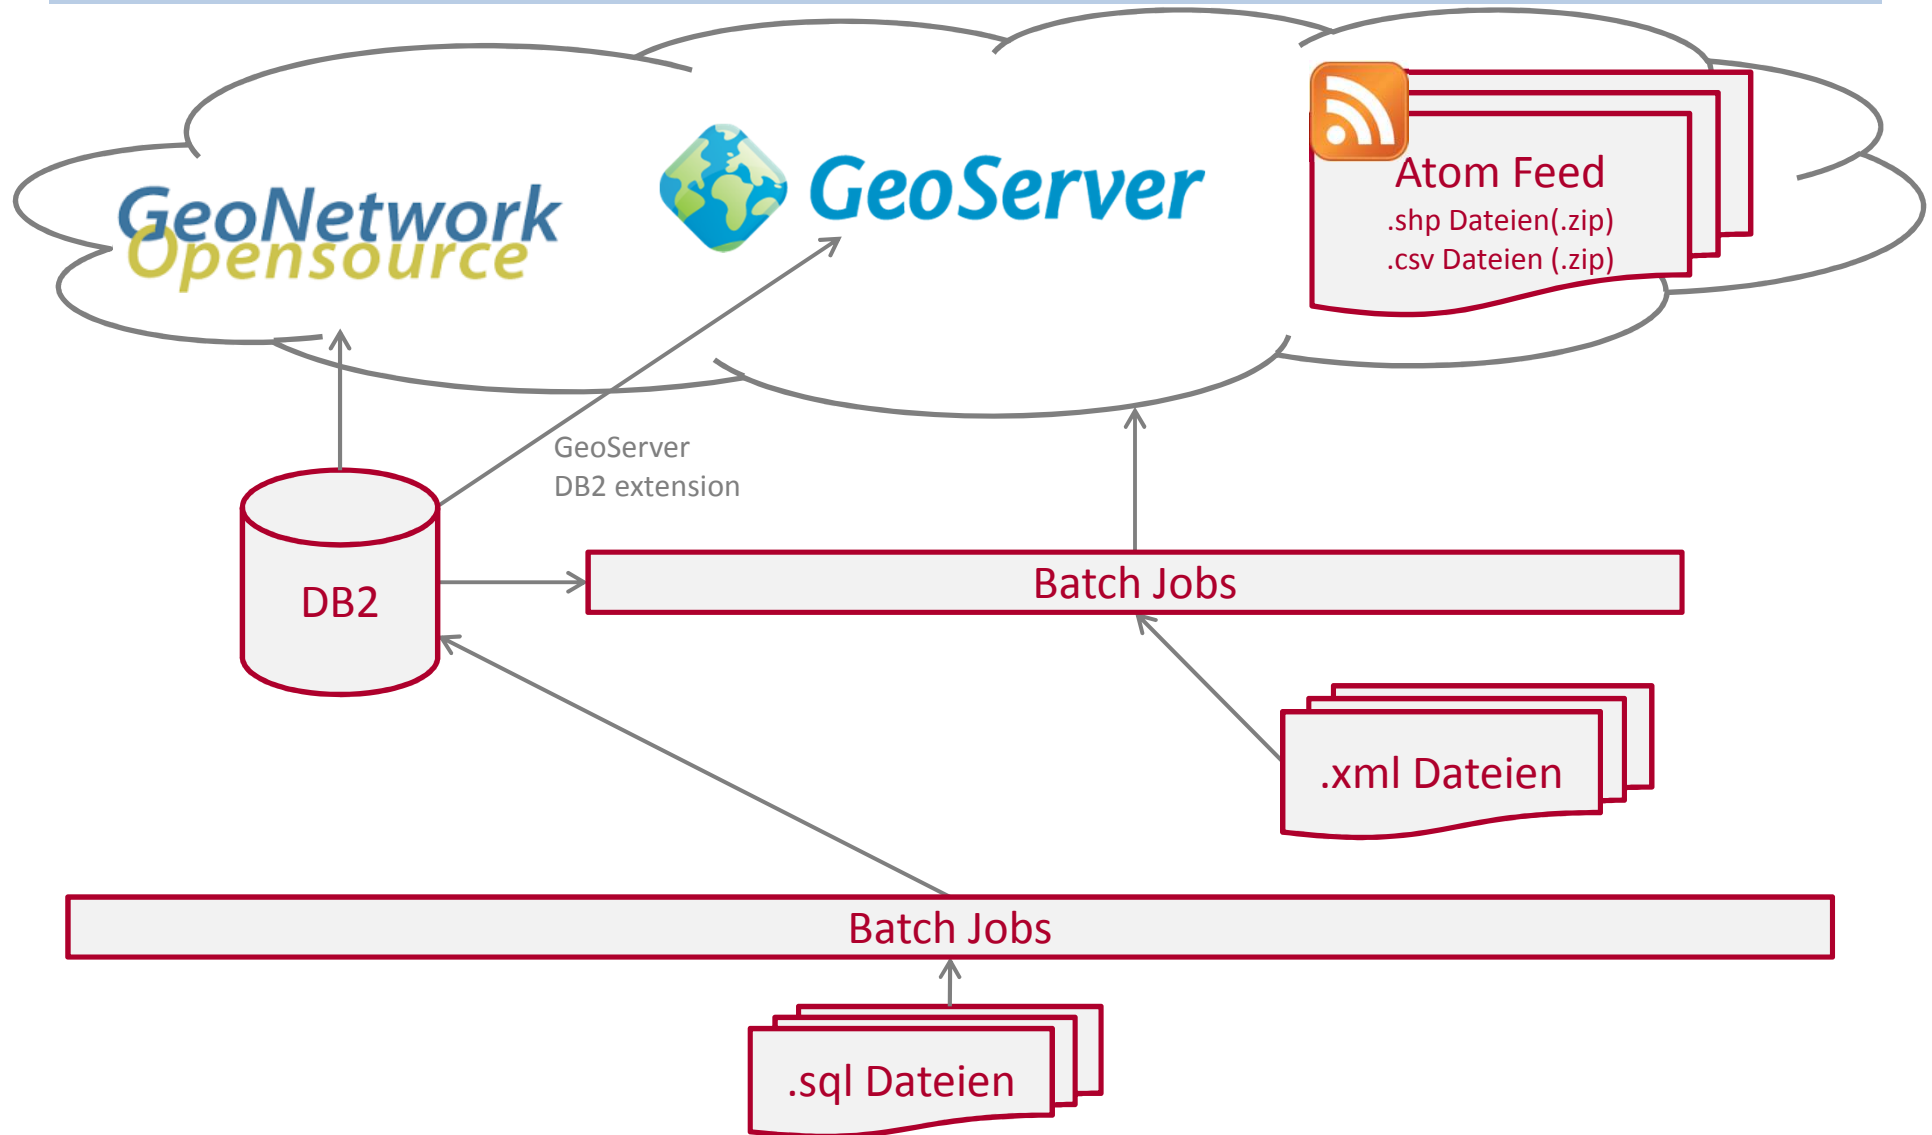 GeoNetwork
Opensource
GeoServer
Atom Feed
.shp Dateien(.zip)
.csv Dateien (.zip)
GeoServer
DB2 extension
DB2
Batch Jobs
.xml Dateien
Batch Jobs
.sql Dateien